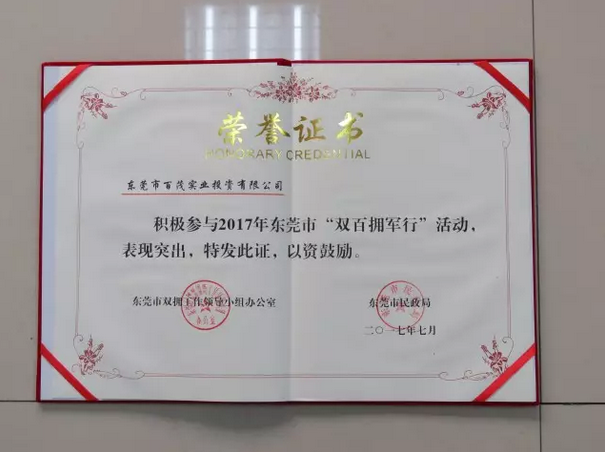 荣誉证书
HONORARY CREDENTIAL
东莞市百茂实业投资有限公司
积极参与2017年东莞市“双百拥军行”活动，
表现突出，特发此证，以资鼓励。
东莞市双拥工作领导小组办公室
东莞市民政局
二〇一七年七月